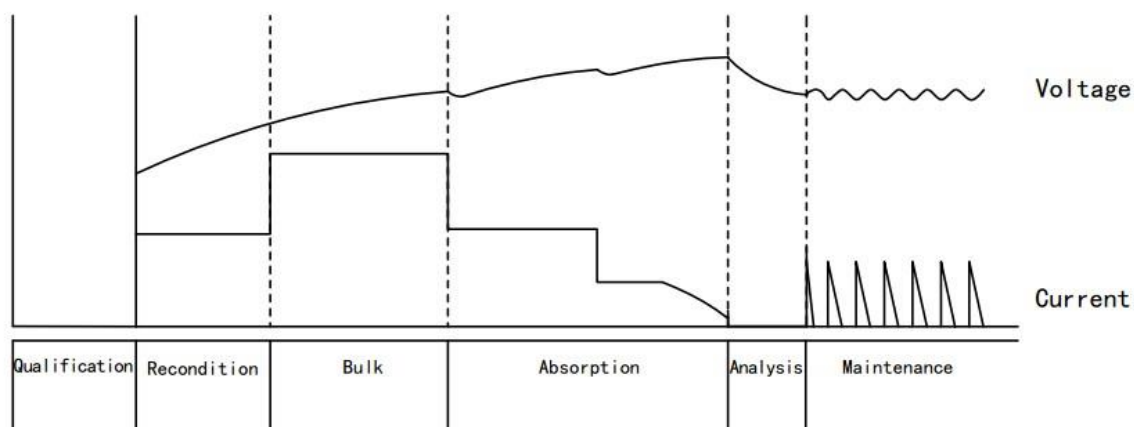 Voltage
Current
Qualification
Recondition
Bulk
Absorption
Analysis
Maintenance